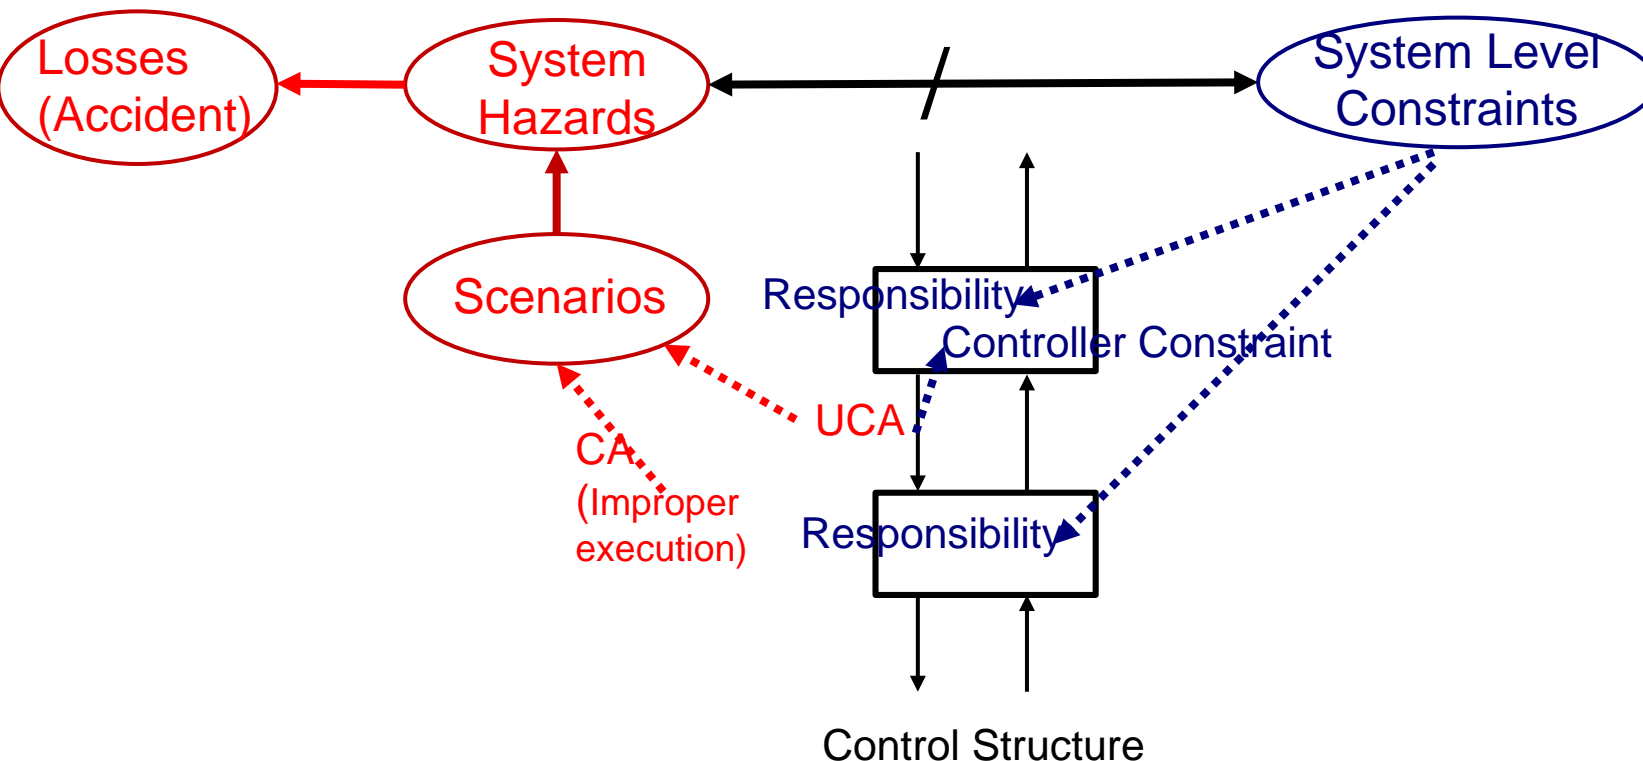 Losses
(Accident)
System
Hazards
System Level
Constraints
Scenarios
Responsibility
Controller Constraint
UCA
CA
(Improper
execution)
Responsibility
Control Structure